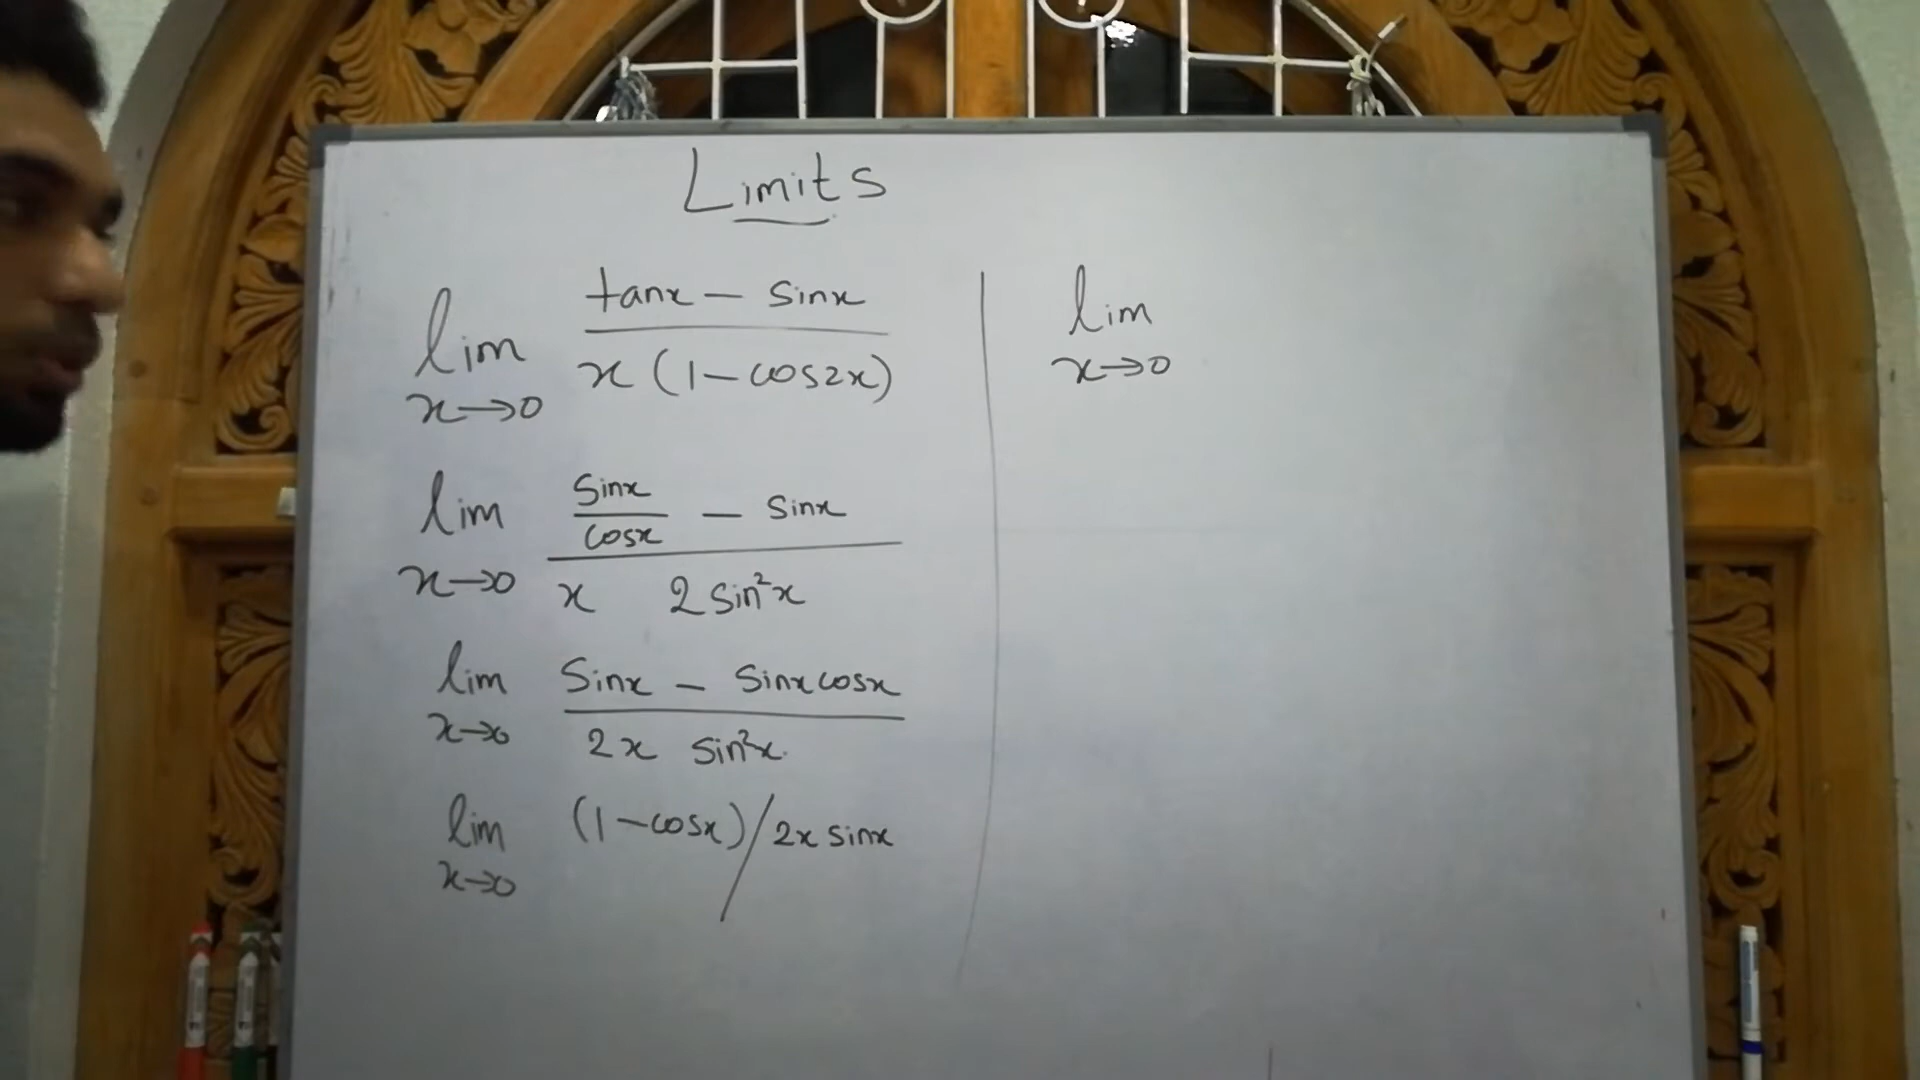 Limits
lim x→0 (tanx - sinx) / x(1-cos2x)
lim x→0 (sinx/cosx - sinx) / x 2sin²x
lim x→0 (Sinx - Sinxcosx) / 2x sin²x.
lim x→0 (1-cosx)/2x sinx
lim x→0